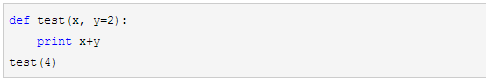 def test(x, y=2):
    print x+y
test(4)